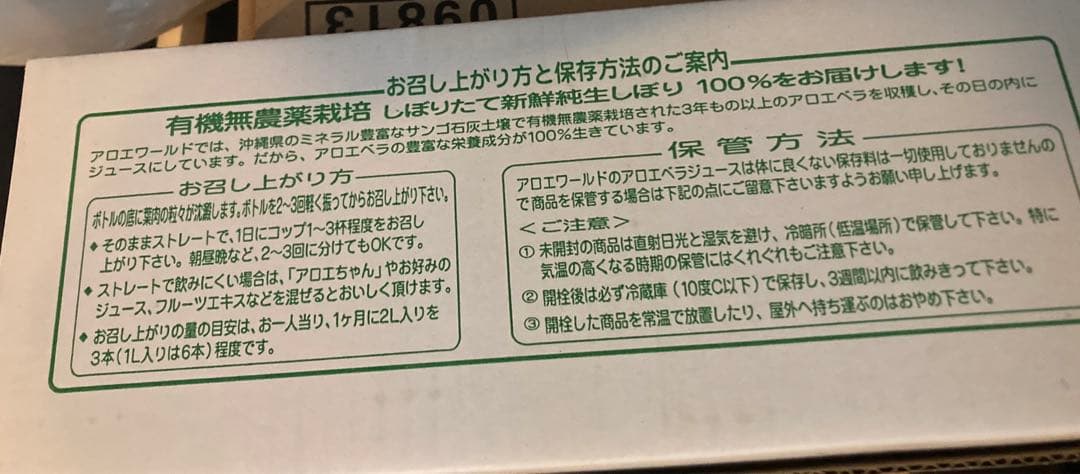 09813
お召し上がり方と保存方法のご案内
有機無農薬栽培 しぼりたて新鮮純生しぼり 100%をお届けします!
アロエワールドでは、沖縄県のミネラル豊富なサンゴ石灰土壌で有機無農薬栽培された3年もの以上のアロエベラを収穫し、その日の内に
ジュースにしています。だから、アロエベラの豊富な栄養成分が100%生きています。
お召し上がり方
ボトルの底に葉肉の粒々が沈澱します。ボトルを2〜3回軽く振ってからお召し上がり下さい。
◆そのままストレートで、1日にコップ1〜3杯程度をお召し
上がり下さい。朝昼晩など、2〜3回に分けてもOKです。
◆ストレートで飲みにくい場合は、「アロエちゃん」やお好みの
ジュース、フルーツエキスなどを混ぜるとおいしく頂けます。
◆お召し上がりの量の目安は、お一人当り、1ヶ月に2L入りを
3本(1L入りは6本)程度です。
保管方法
アロエワールドのアロエベラジュースは体に良くない保存料は一切使用しておりませんの
で商品を保管する場合は下記の点にご留意下さいますようお願い申し上げます。
<ご注意>
① 未開封の商品は直射日光と湿気を避け、冷暗所(低温場所)で保管して下さい。特に
気温の高くなる時期の保管にはくれぐれもご注意下さい。
② 開栓後は必ず冷蔵庫(10度C以下)で保存し、3週間以内に飲みきって下さい。
③ 開栓した商品を常温で放置したり、屋外へ持ち運ぶのはおやめ下さい。